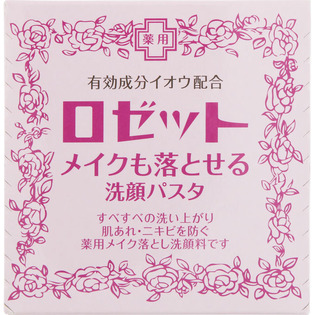 薬用
有効成分イオウ配合
ロゼット
メイクも落とせる
洗顔パスタ
すべすべの洗い上がり
肌あれ・ニキビを防ぐ
薬用メイク落とし洗顔料です